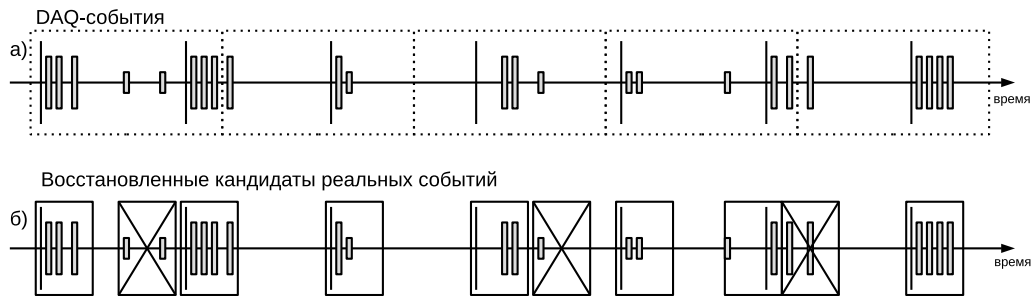 DAQ-события
а)
время
Восстановленные кандидаты реальных событий
б)
время